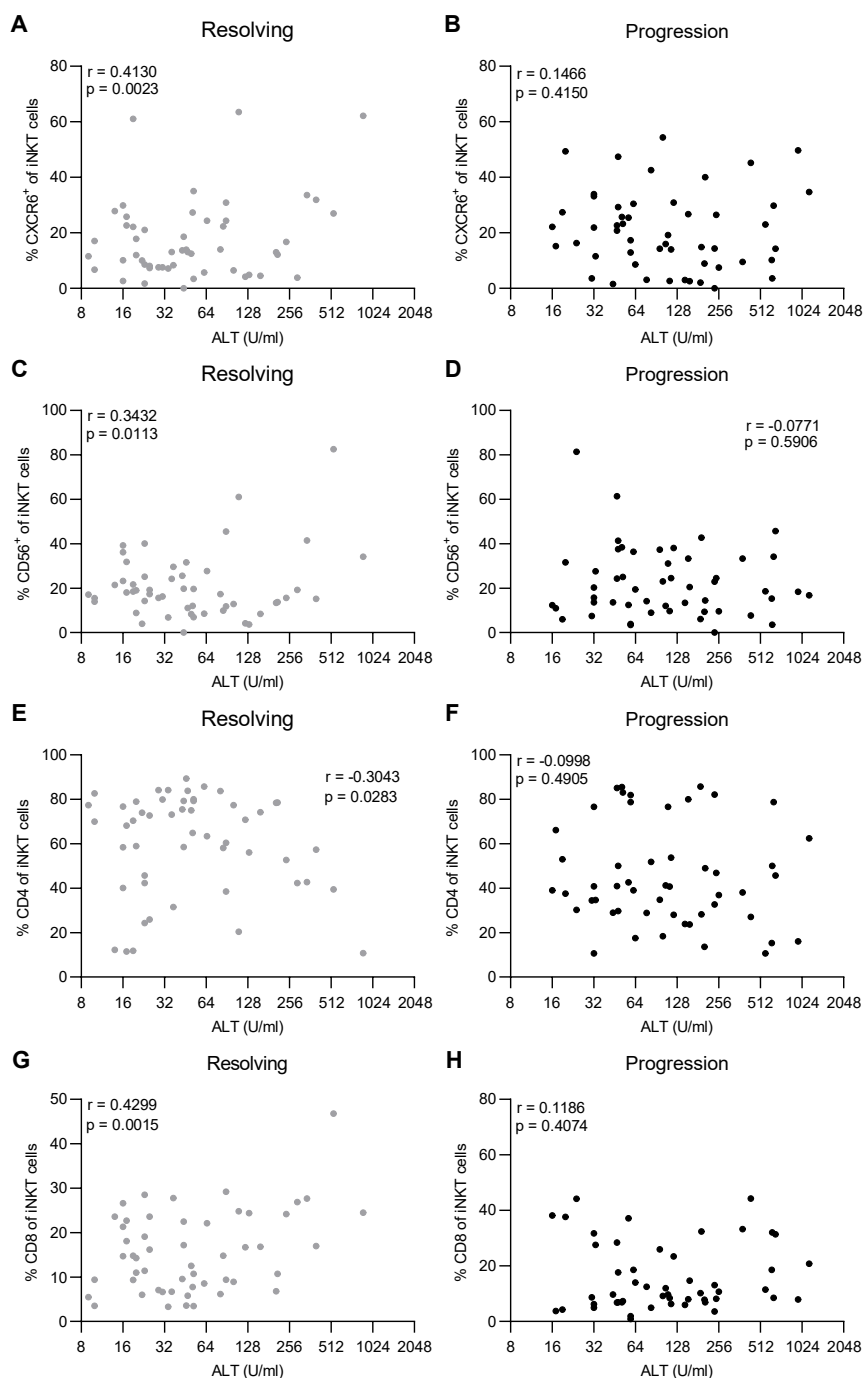 A
Resolving
r = 0.4130
p = 0.0023
% CXCR6⁺ of iNKT cells
80
60
40
20
0
8 16 32 64 128 256 512 1024 2048
ALT (U/ml)
B
Progression
r = 0.1466
p = 0.4150
% CXCR6⁺ of iNKT cells
80
60
40
20
0
8 16 32 64 128 256 512 1024 2048
ALT (U/ml)
C
Resolving
r = 0.3432
p = 0.0113
% CD56⁺ of iNKT cells
100
80
60
40
20
0
8 16 32 64 128 256 512 1024 2048
ALT (U/ml)
D
Progression
r = -0.0771
p = 0.5906
% CD56⁺ of iNKT cells
100
80
60
40
20
0
8 16 32 64 128 256 512 1024 2048
ALT (U/ml)
E
Resolving
r = -0.3043
p = 0.0283
% CD4 of iNKT cells
100
80
60
40
20
0
8 16 32 64 128 256 512 1024 2048
ALT (U/ml)
F
Progression
r = -0.0998
p = 0.4905
% CD4 of iNKT cells
100
80
60
40
20
0
8 16 32 64 128 256 512 1024 2048
ALT (U/ml)
G
Resolving
r = 0.4299
p = 0.0015
% CD8 of iNKT cells
50
40
30
20
10
0
8 16 32 64 128 256 512 1024 2048
ALT (U/ml)
H
Progression
r = 0.1186
p = 0.4074
% CD8 of iNKT cells
80
60
40
20
0
8 16 32 64 128 256 512 1024 2048
ALT (U/ml)